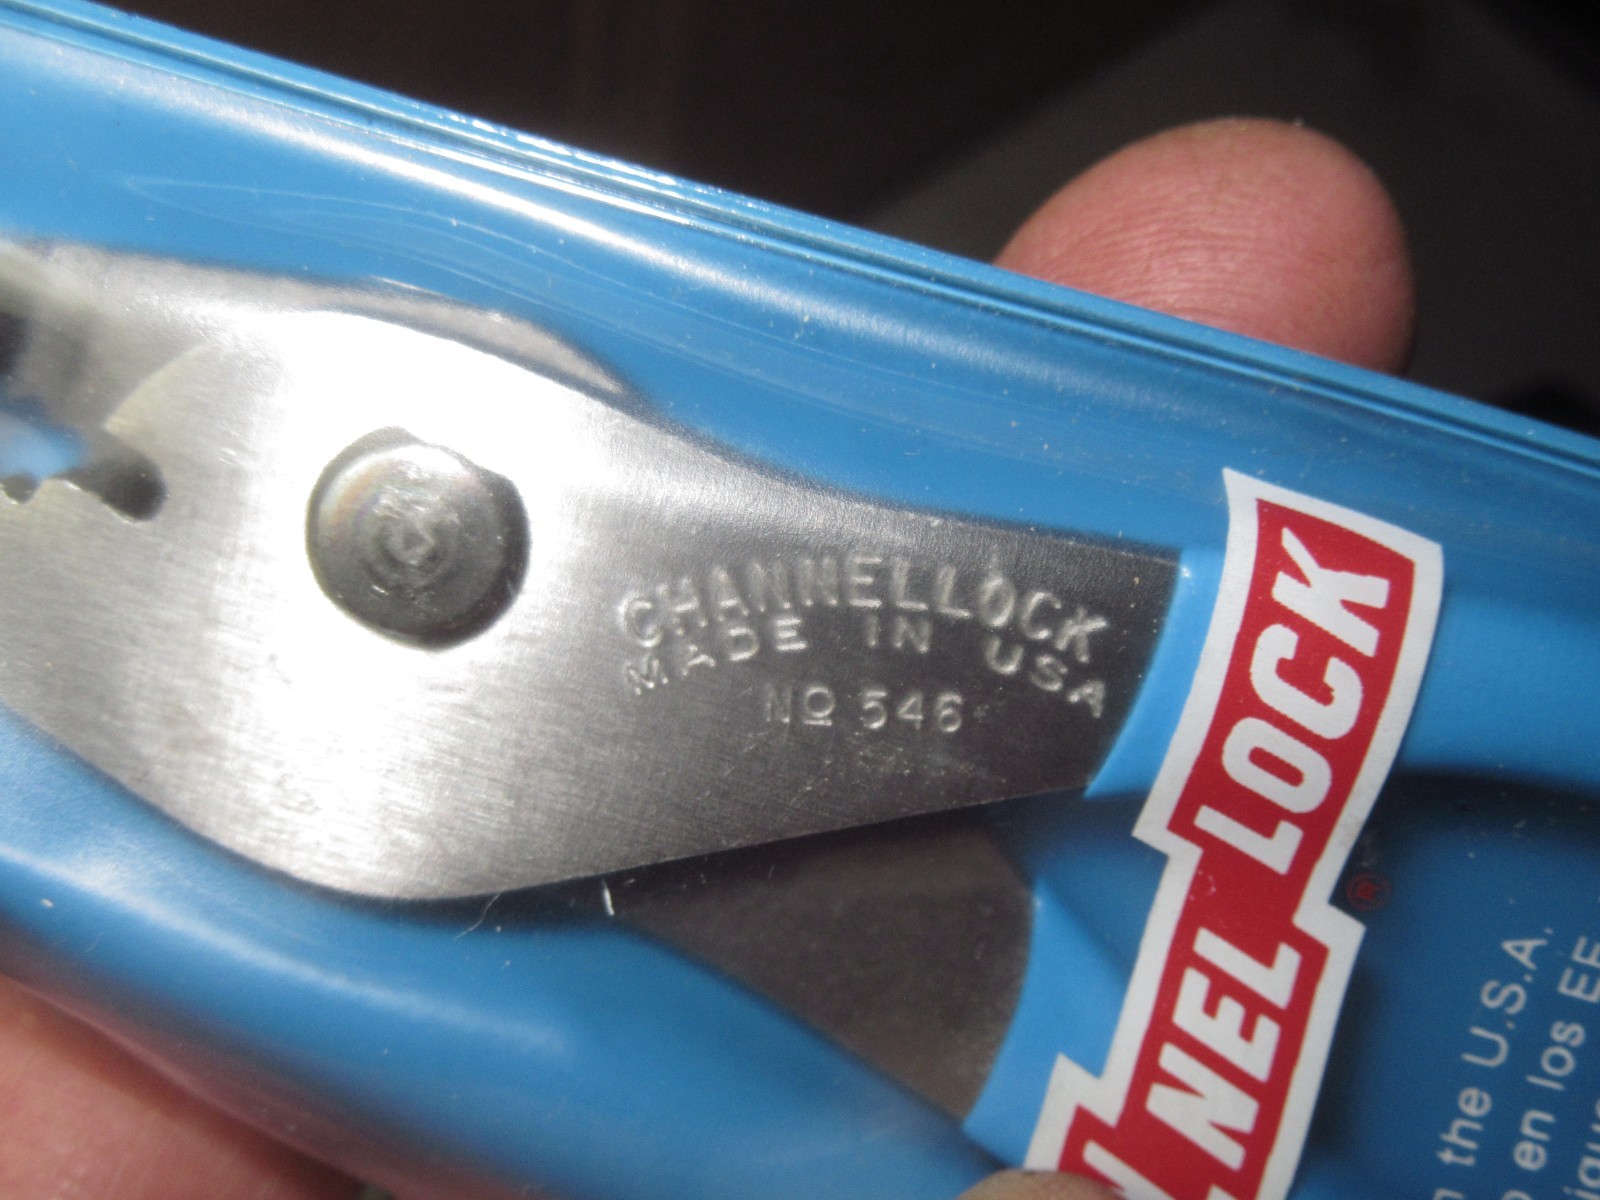 CHANNELLOCK
MADE IN USA
Nº 546
NEL LOCK
®
the U.S.A.
en los EE